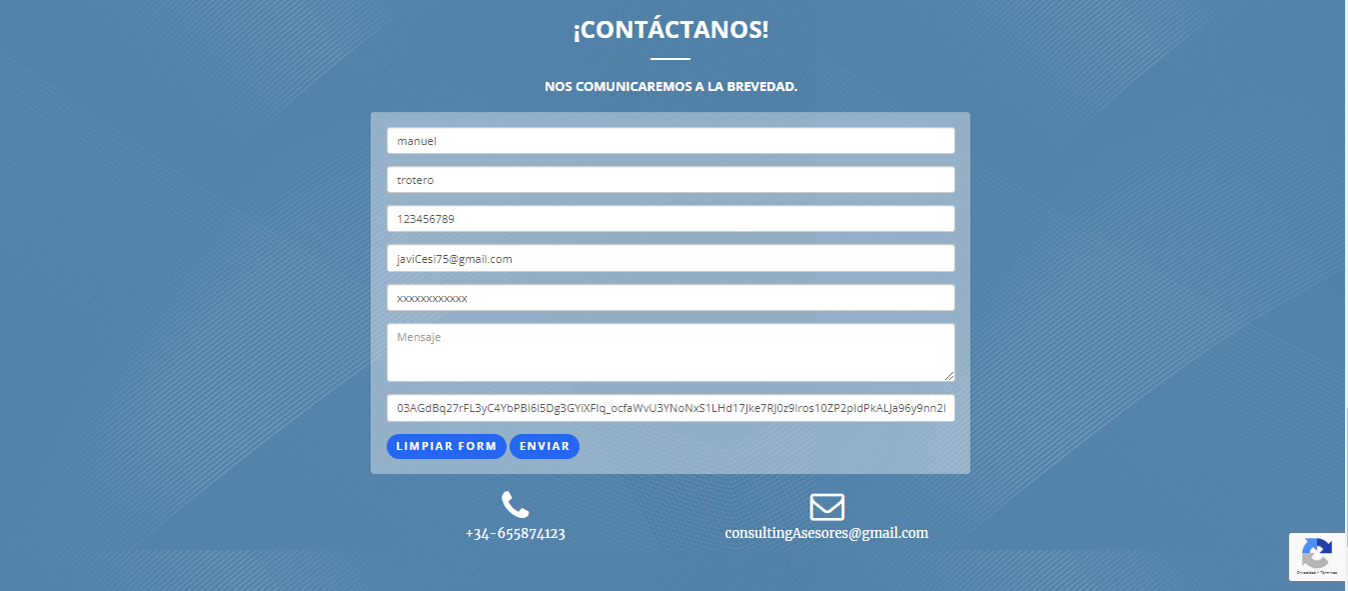 ¡CONTÁCTANOS!
NOS COMUNICAREMOS A LA BREVEDAD.
manuel
trotero
123456789
javiCesi75@gmail.com
xxxxxxxxxxxx
Mensaje
LIMPIAR FORM ENVIAR
+34-655874123 consultingAsesores@gmail.com
Privacidad - Términos